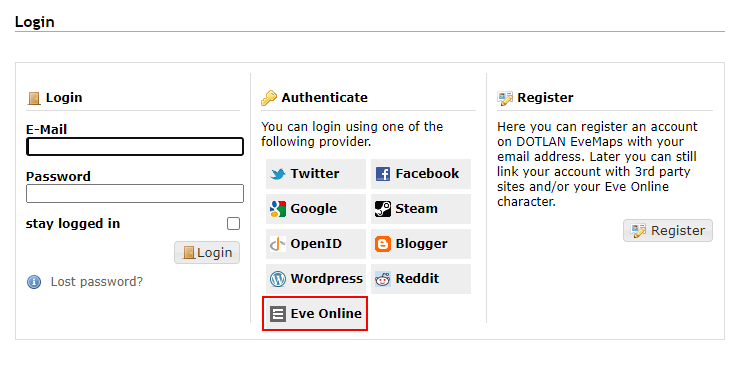 Login
Login
E-Mail
Password
stay logged in
Login
Lost password?
Authenticate
You can login using one of the
following provider.
Twitter
Facebook
Google
Steam
OpenID
Blogger
Wordpress
Reddit
Eve Online
Register
Here you can register an account
on DOTLAN EveMaps with your
email address. Later you can still
link your account with 3rd party
sites and/or your Eve Online
character.
Register